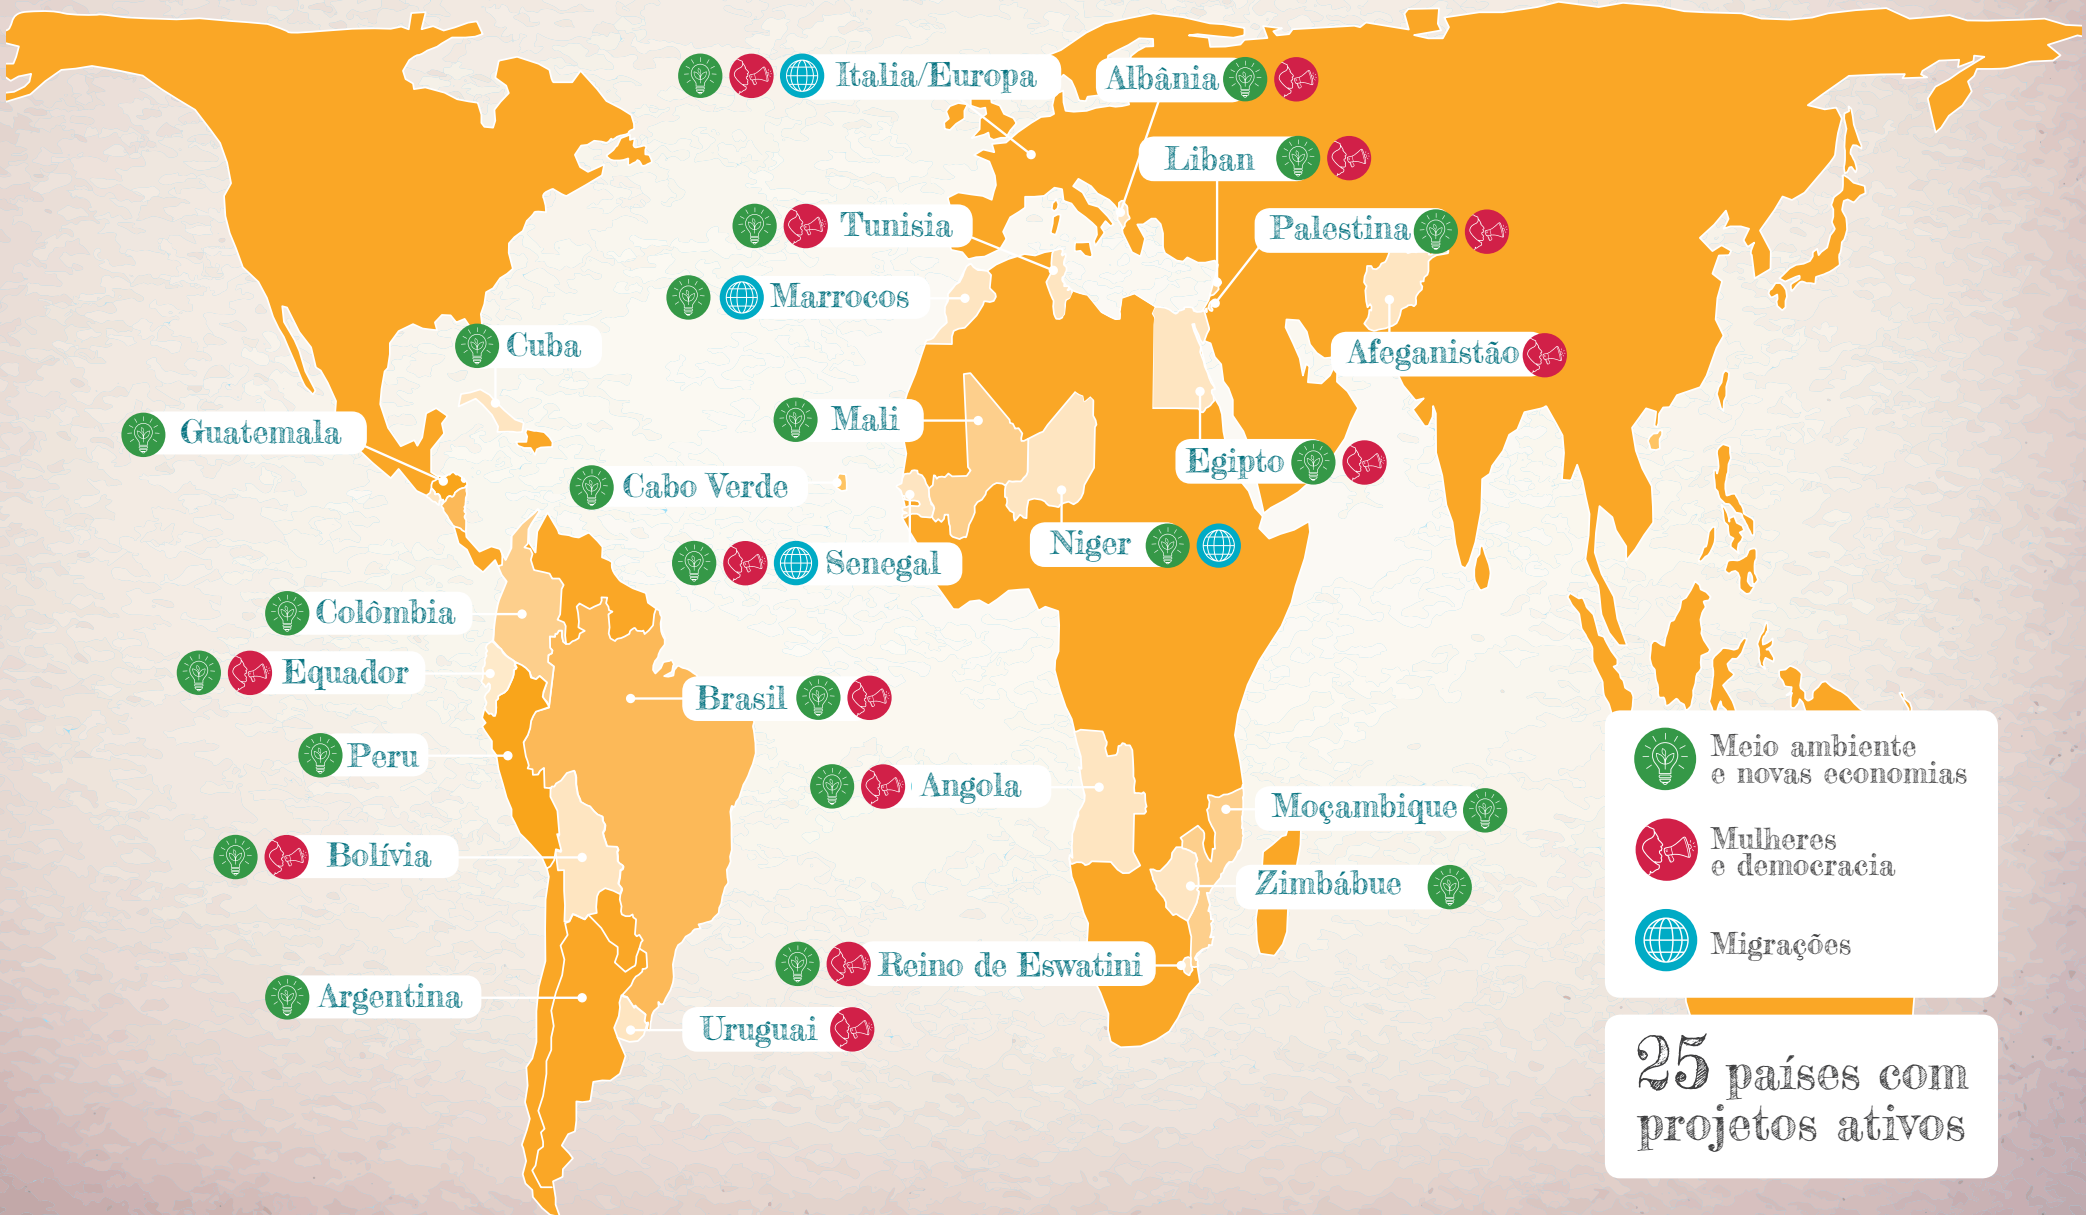 Italia/Europa
Albânia
Liban
Tunisia
Palestina
Marrocos
Cuba
Afeganistão
Guatemala
Mali
Egipto
Cabo Verde
Niger
Senegal
Colômbia
Equador
Brasil
Peru
Angola
Moçambique
Bolívia
Zimbábue
Reino de Eswatini
Argentina
Uruguai
Meio ambiente
e novas economias
Mulheres
e democracia
Migrações
25 países com
projetos ativos